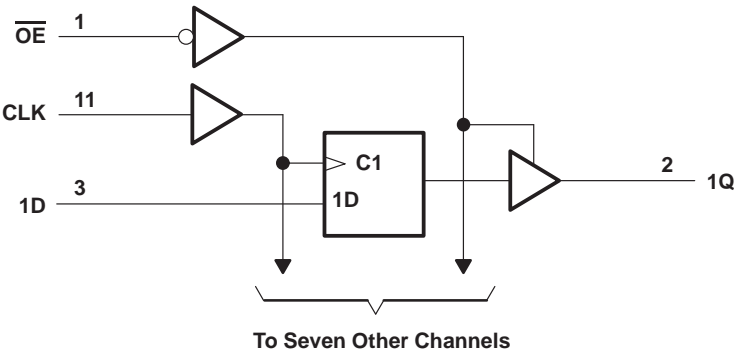 OE 1
CLK 11
C1
1D 3
1D
2
1Q
To Seven Other Channels